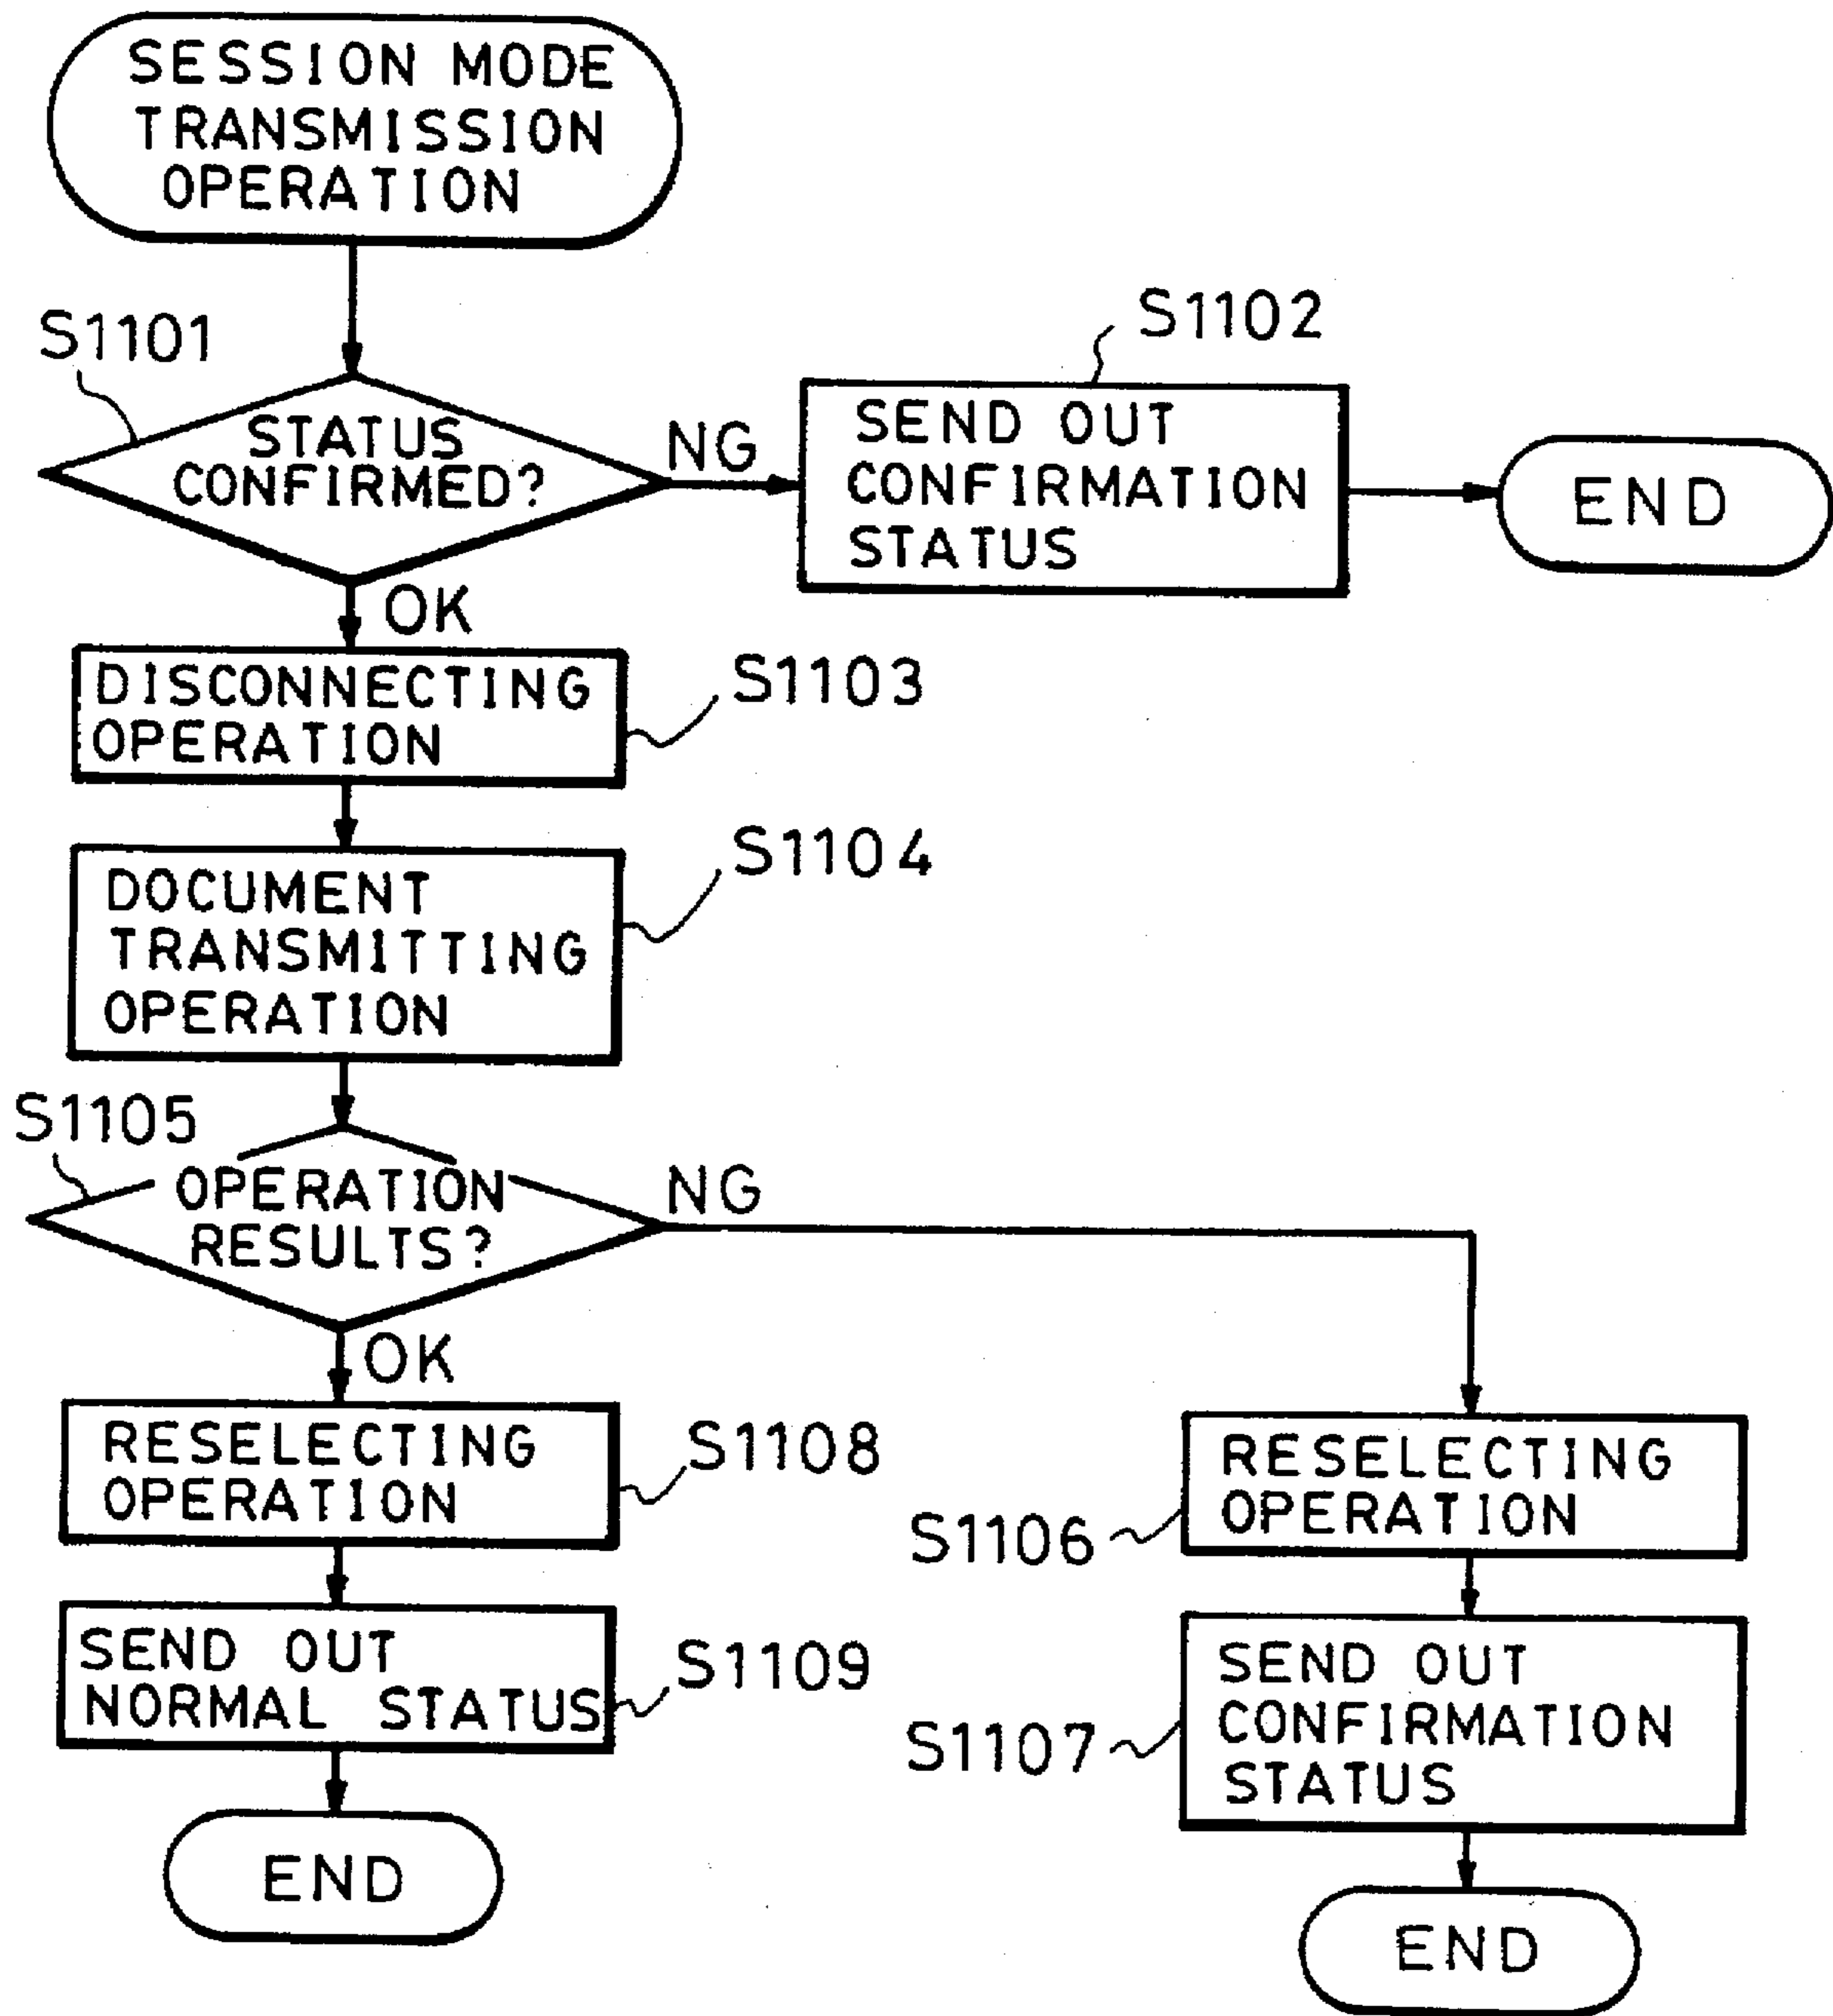 SESSION MODE
TRANSMISSION
OPERATION
S1101
STATUS
CONFIRMED?
NG
S1102
SEND OUT
CONFIRMATION
STATUS
END
OK
DISCONNECTING
OPERATION
S1103
DOCUMENT
TRANSMITTING
OPERATION
S1104
S1105
OPERATION
RESULTS?
NG
OK
RESELECTING
OPERATION
S1108
SEND OUT
NORMAL STATUS
S1109
END
RESELECTING
OPERATION
S1106
SEND OUT
CONFIRMATION
STATUS
S1107
END